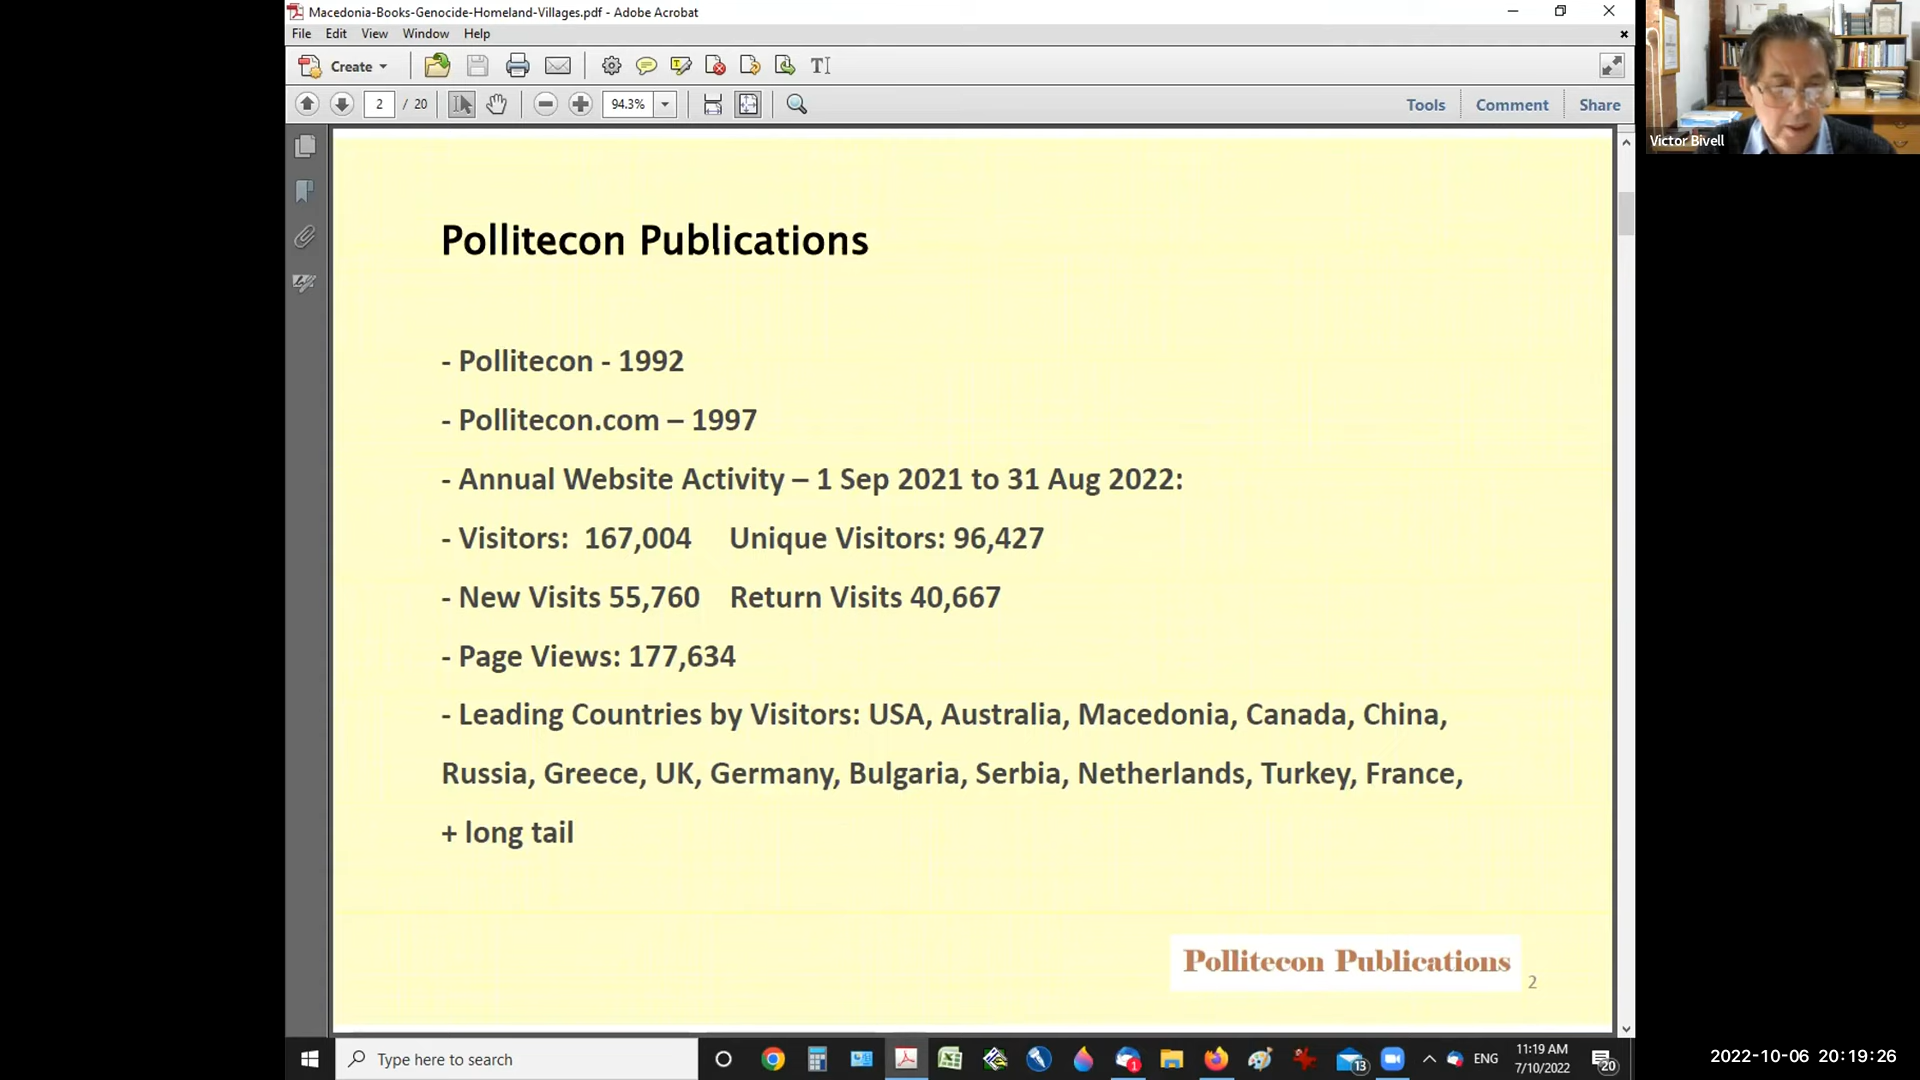 Macedonia-Books-Genocide-Homeland-Villages.pdf - Adobe Acrobat
File Edit View Window Help
Create
2 / 20 94.3% Tools Comment Share
Victor Bivell
Pollitecon Publications
- Pollitecon - 1992
- Pollitecon.com – 1997
- Annual Website Activity – 1 Sep 2021 to 31 Aug 2022:
- Visitors: 167,004 Unique Visitors: 96,427
- New Visits 55,760 Return Visits 40,667
- Page Views: 177,634
- Leading Countries by Visitors: USA, Australia, Macedonia, Canada, China,
Russia, Greece, UK, Germany, Bulgaria, Serbia, Netherlands, Turkey, France,
+ long tail
Pollitecon Publications
2
Type here to search
1
13
ENG
11:19 AM
7/10/2022
20
2022-10-06 20:19:26